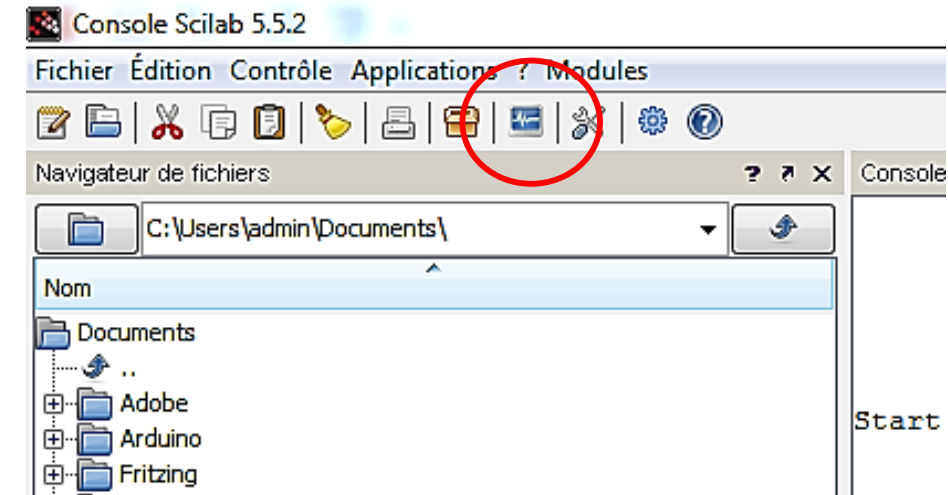 Console Scilab 5.5.2
Fichier Édition Contrôle Applications ? Modules
Navigateur de fichiers
Console
C:\Users\admin\Documents\
Nom
Documents
..
Adobe
Arduino
Start
Fritzing